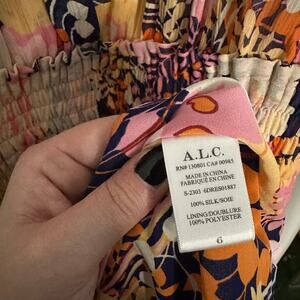 A.L.C.
RN# 130801 CA# 00985
MADE IN CHINA
FABRIQUÉ EN CHINE
S-2303 6DRES01887
100% SILK/SOIE
LINING/DOUBLURE
100% POLYESTER
6